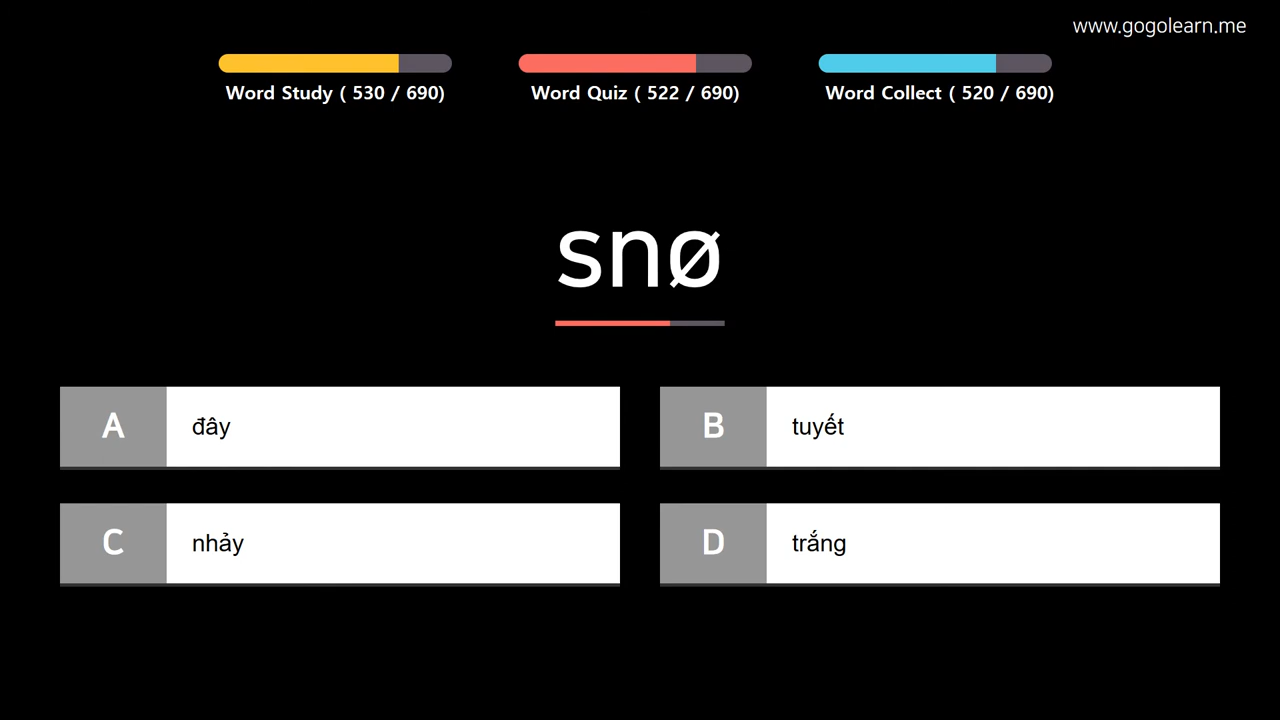 www.gogolearn.me
Word Study ( 530 / 690)
Word Quiz ( 522 / 690)
Word Collect ( 520 / 690)
snø
A đây
B tuyết
C nhảy
D trắng